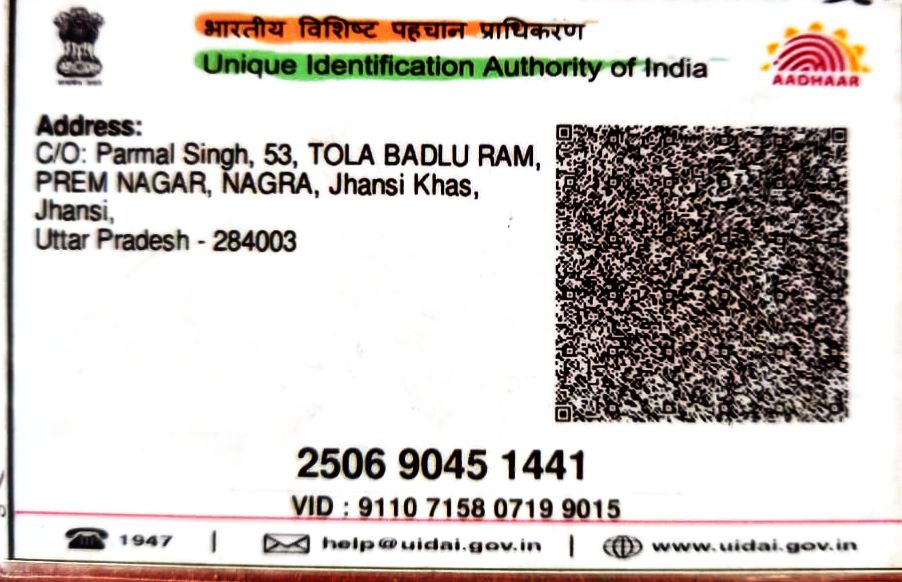 भारतीय विशिष्ट पहचान प्राधिकरण
Unique Identification Authority of India
AADHAAR
Address:
C/O: Parmal Singh, 53, TOLA BADLU RAM,
PREM NAGAR, NAGRA, Jhansi Khas,
Jhansi,
Uttar Pradesh - 284003
2506 9045 1441
VID : 9110 7158 0719 9015
1947 | help@uidai.gov.in | www.uidai.gov.in